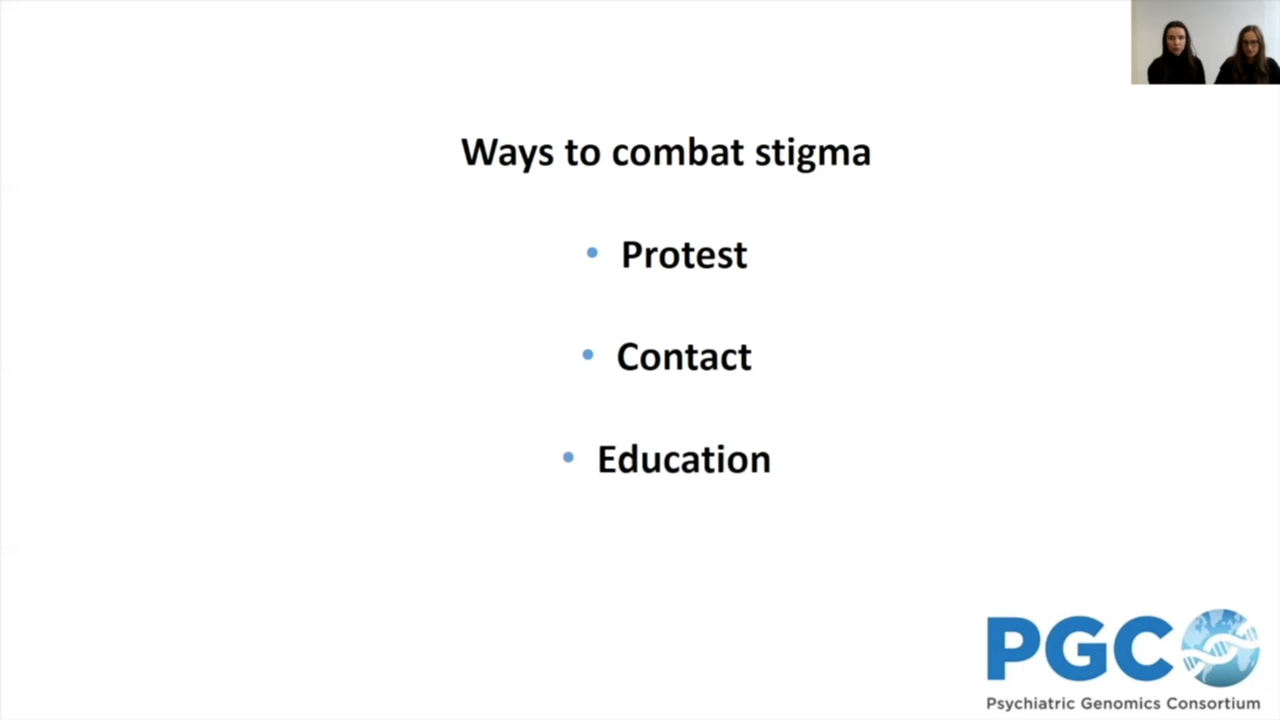 Ways to combat stigma
• Protest
• Contact
• Education
PGC
Psychiatric Genomics Consortium